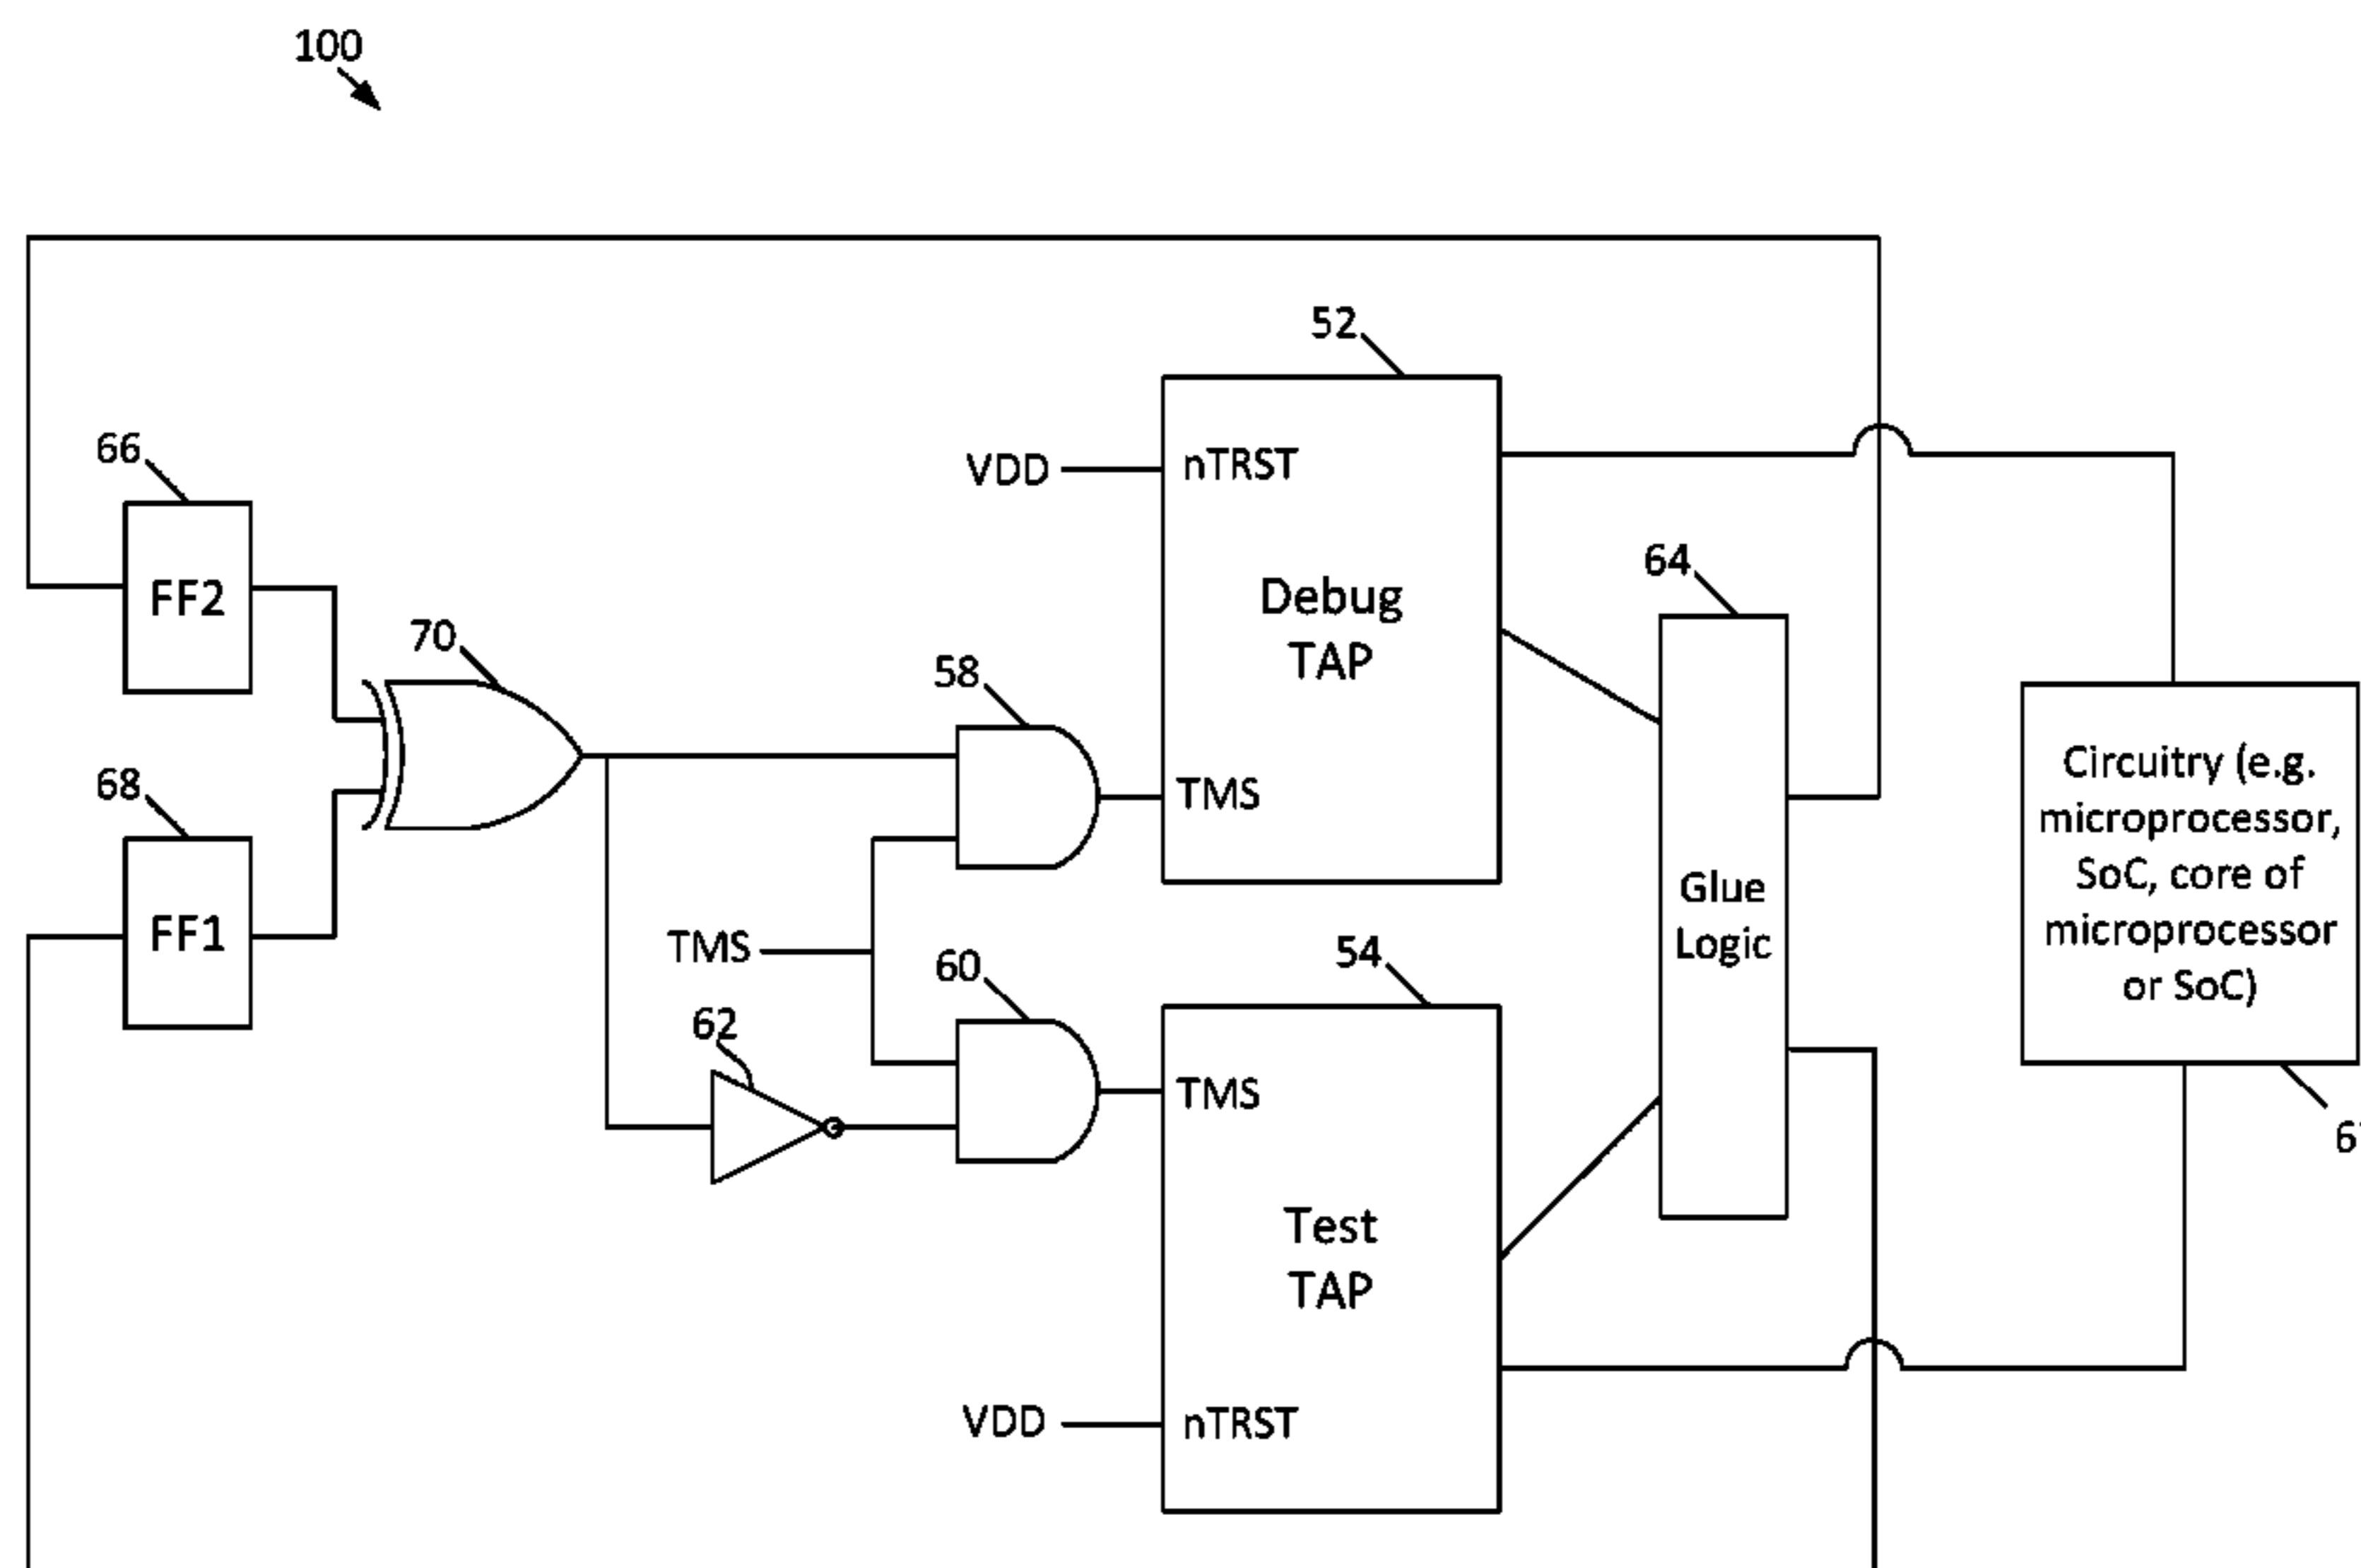 100
52
66
VDD
nTRST
64
FF2
Debug
TAP
70
58
68
TMS
Circuitry (e.g.
microprocessor,
SoC, core of
microprocessor
or SoC)
Glue
Logic
FF1
TMS
60
54
62
TMS
Test
TAP
VDD
nTRST